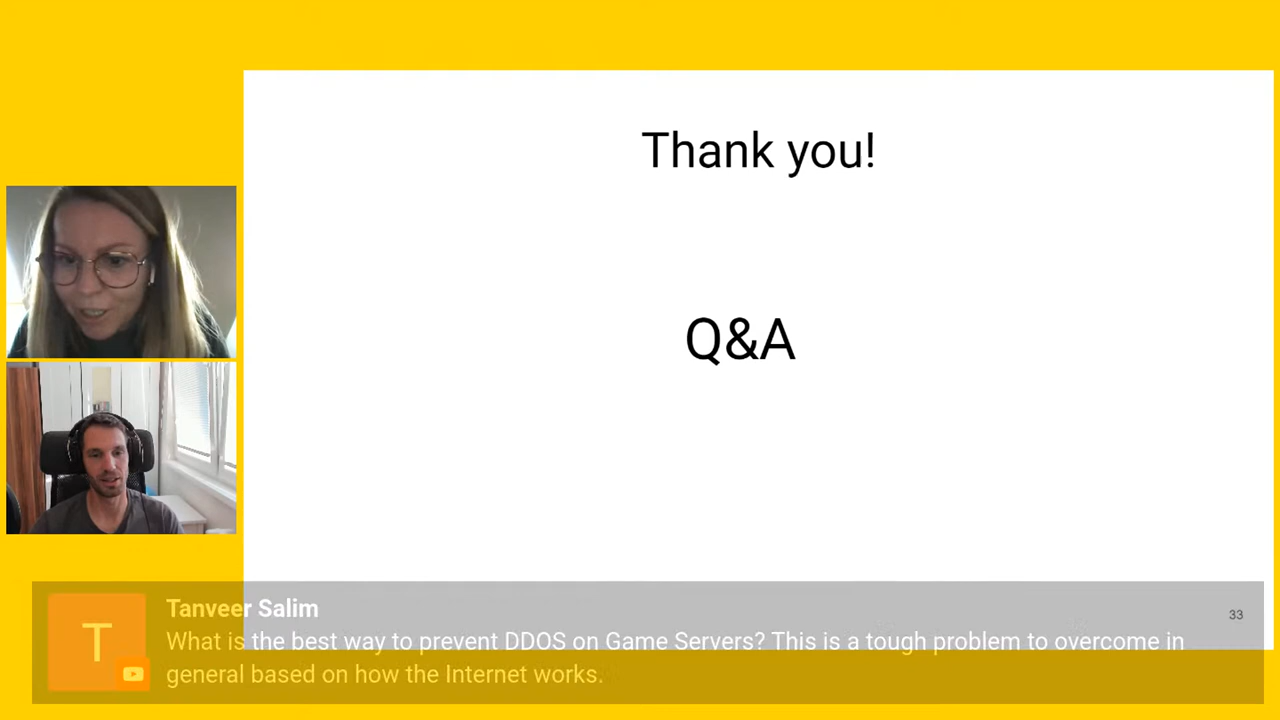 Thank you!
Q&A
33
T
Tanveer Salim
What is the best way to prevent DDOS on Game Servers? This is a tough problem to overcome in
general based on how the Internet works.